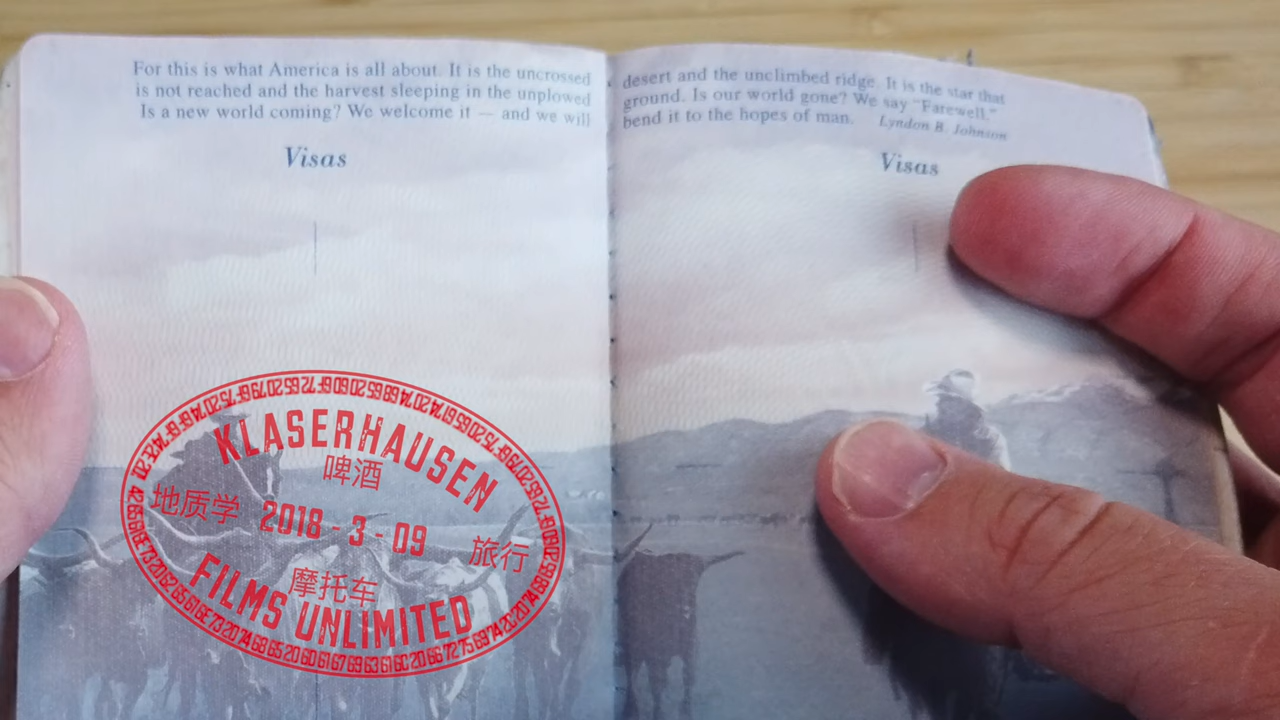 For this is what America is all about. It is the uncrossed
is not reached and the harvest sleeping in the unplowed
Is a new world coming? We welcome it — and we will
Visas
desert and the unclimbed ridge. It is the star that
ground. Is our world gone? We say "Farewell."
bend it to the hopes of man. Lyndon B. Johnson
Visas
KLASERHAUSEN
啤酒
地质学 2018 - 3 - 09 旅行
摩托车
FILMS UNLIMITED